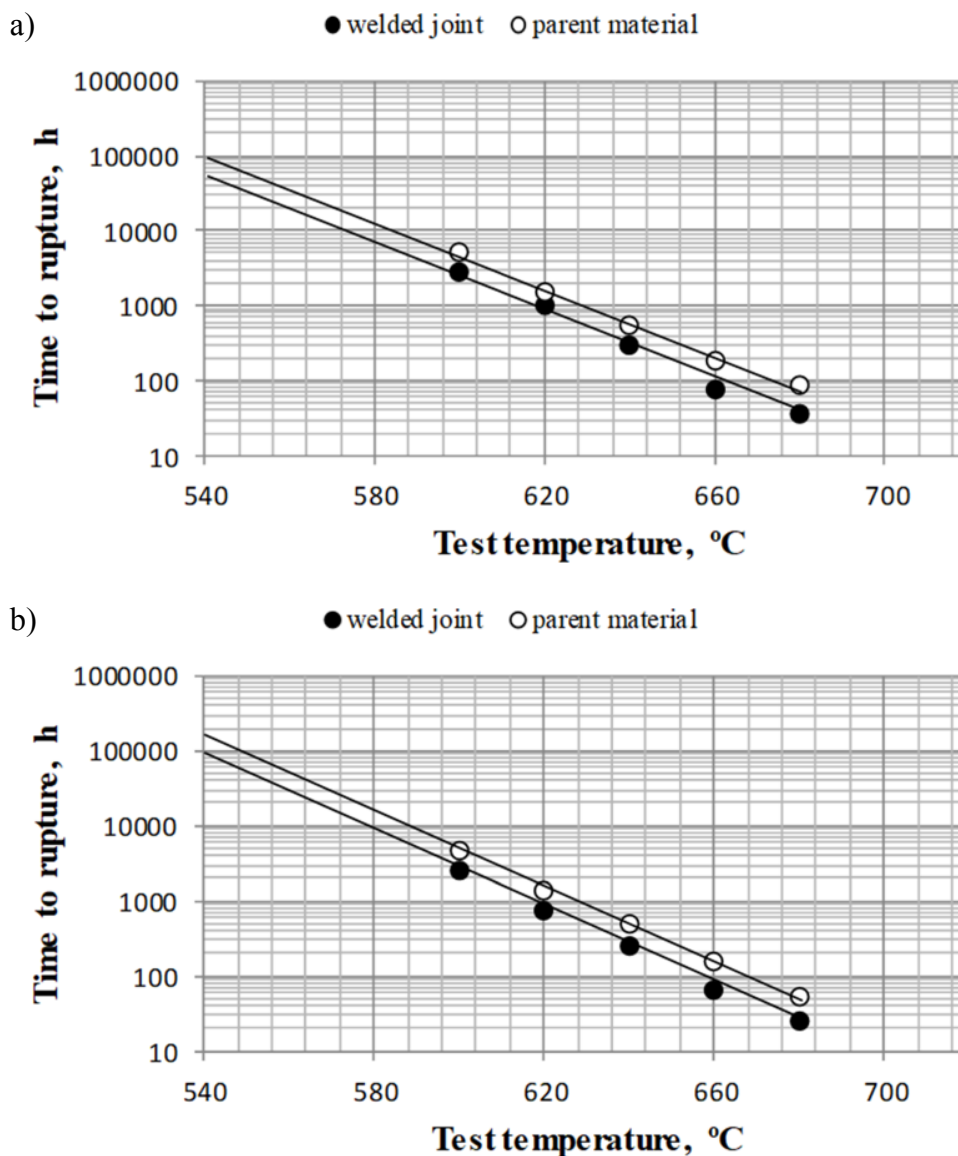 a)
welded joint parent material
1000000
100000
10000
1000
100
10
Time to rupture, h
540 580 620 660 700
Test temperature, ºC
b)
welded joint parent material
1000000
1000000
10000
1000
100
10
Time to rupture, h
540 580 620 660 700
Test temperature, ºC